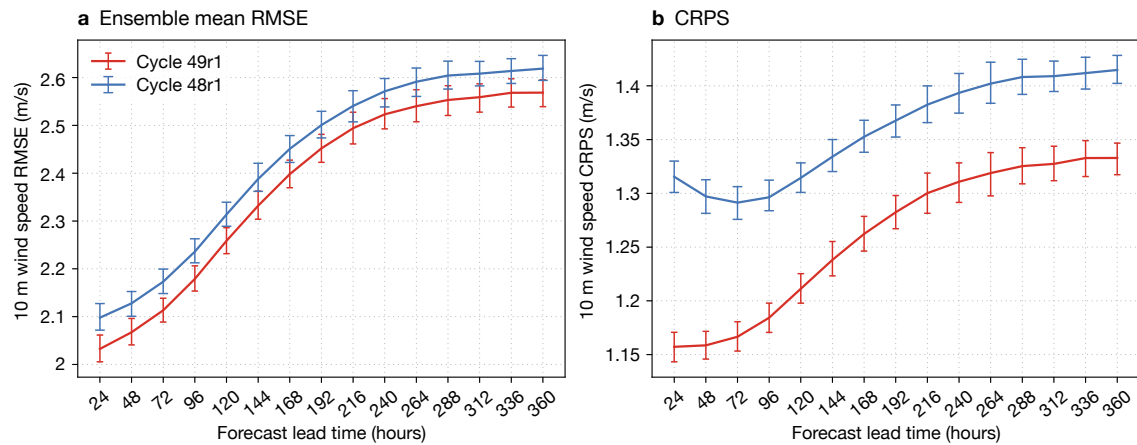 a Ensemble mean RMSE
Cycle 49r1
Cycle 48r1
10 m wind speed RMSE (m/s)
2.6
2.5
2.4
2.3
2.2
2.1
2
24 48 72 96 120 144 168 192 216 240 264 288 312 336 360
Forecast lead time (hours)
b CRPS
10 m wind speed CRPS (m/s)
1.4
1.35
1.3
1.25
1.2
1.15
24 48 72 96 120 144 168 192 216 240 264 288 312 336 360
Forecast lead time (hours)